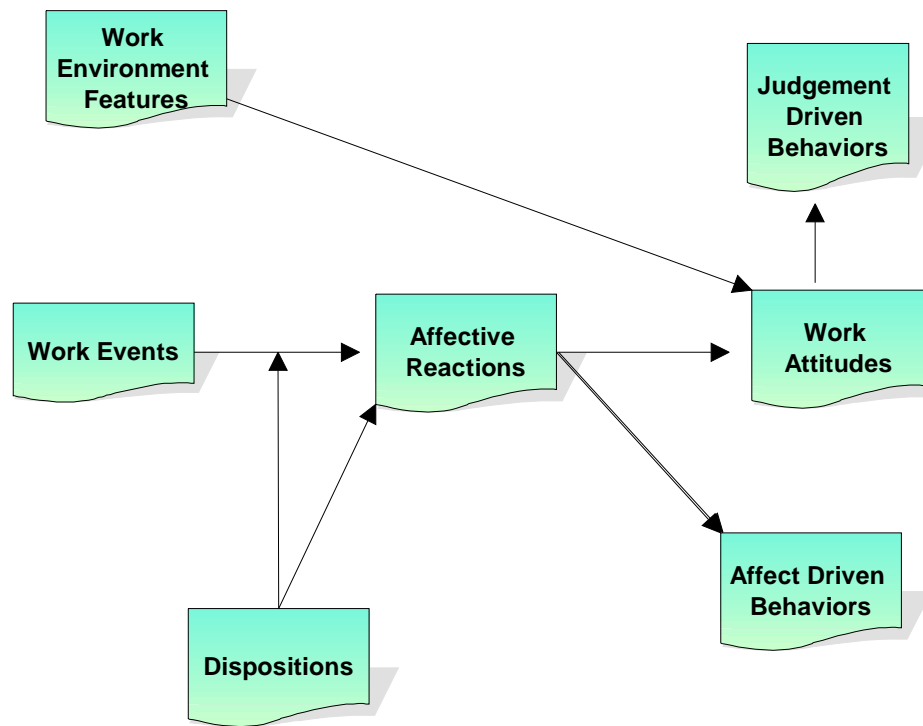 Work
Environment
Features
Judgement
Driven
Behaviors
Work Events
Affective
Reactions
Work
Attitudes
Affect Driven
Behaviors
Dispositions